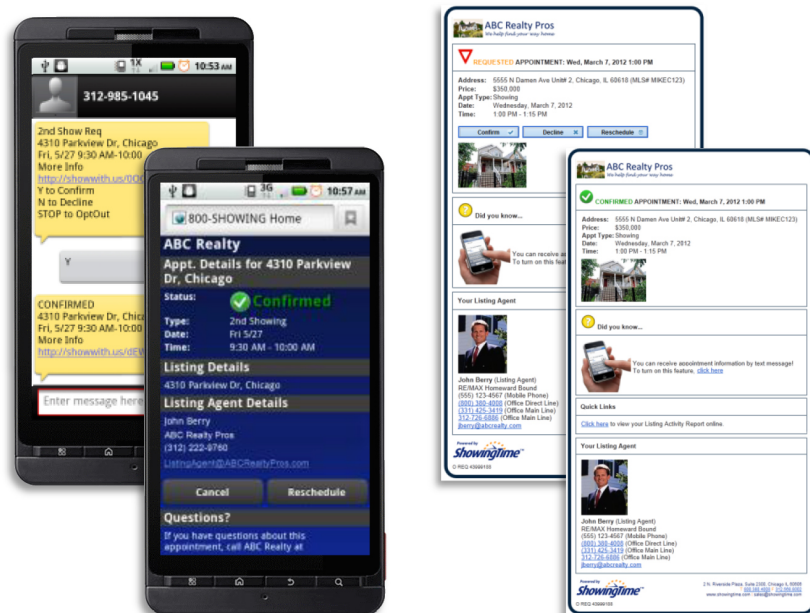 1X
10:53 AM
312-985-1045
2nd Show Req
4310 Parkview Dr, Chicago
Fri, 5/27 9:30 AM-10:00
More Info
http://showwith.us/0
Y to Confirm
N to Decline
STOP to OptOut
Y
CONFIRMED
4310 Parkview Dr, Chica
Fri, 5/27 9:30 AM-10:00
More Info
http://showwith.us/dEW
Enter message here
3G
10:57 AM
800-SHOWING Home
ABC Realty
Appt. Details for 4310 Parkview
Dr, Chicago
Status: Confirmed
Type: 2nd Showing
Date: Fri 5/27
Time: 9:30 AM - 10:00 AM
Listing Details
4310 Parkview Dr, Chicago
Listing Agent Details
John Berry
ABC Realty Pros
(312) 222-9760
ListingAgent@ABCRealtyPros.com
Cancel Reschedule
Questions?
If you have questions about this
appointment, call ABC Realty at
ABC Realty Pros
We help find your way home
REQUESTED APPOINTMENT: Wed, March 7, 2012 1:00 PM
Address: 5555 N Damen Ave Unit# 2, Chicago, IL 60618 (MLS# MIKEC123)
Price: $350,000
Appt Type: Showing
Date: Wednesday, March 7, 2012
Time: 1:00 PM - 1:15 PM
Confirm Decline Reschedule
Did you know...
You can receive a
To turn on this feat
Your Listing Agent
John Berry (Listing Agent)
RE/MAX Homeward Bound
(555) 123-4567 (Mobile Phone)
(800) 380-4008 (Office Direct Line)
(331) 425-3419 (Office Main Line)
312-726-6886 (Office Main Line)
jberry@abcrealty.com
Powered by
ShowingTime
ABC Realty Pros
We help find your way home
CONFIRMED APPOINTMENT: Wed, March 7, 2012 1:00 PM
Address: 5555 N Damen Ave Unit# 2, Chicago, IL 60618 (MLS# MIKEC123)
Price: $350,000
Appt Type: Showing
Date: Wednesday, March 7, 2012
Time: 1:00 PM - 1:15 PM
Did you know...
You can receive appointment information by text message!
To turn on this feature, click here
Quick Links
Click here to view your Listing Activity Report online.
Your Listing Agent
John Berry (Listing Agent)
RE/MAX Homeward Bound
(555) 123-4567 (Mobile Phone)
(800) 380-4008 (Office Direct Line)
(331) 425-3419 (Office Main Line)
312-726-6886 (Office Main Line)
jberry@abcrealty.com
Powered by
ShowingTime